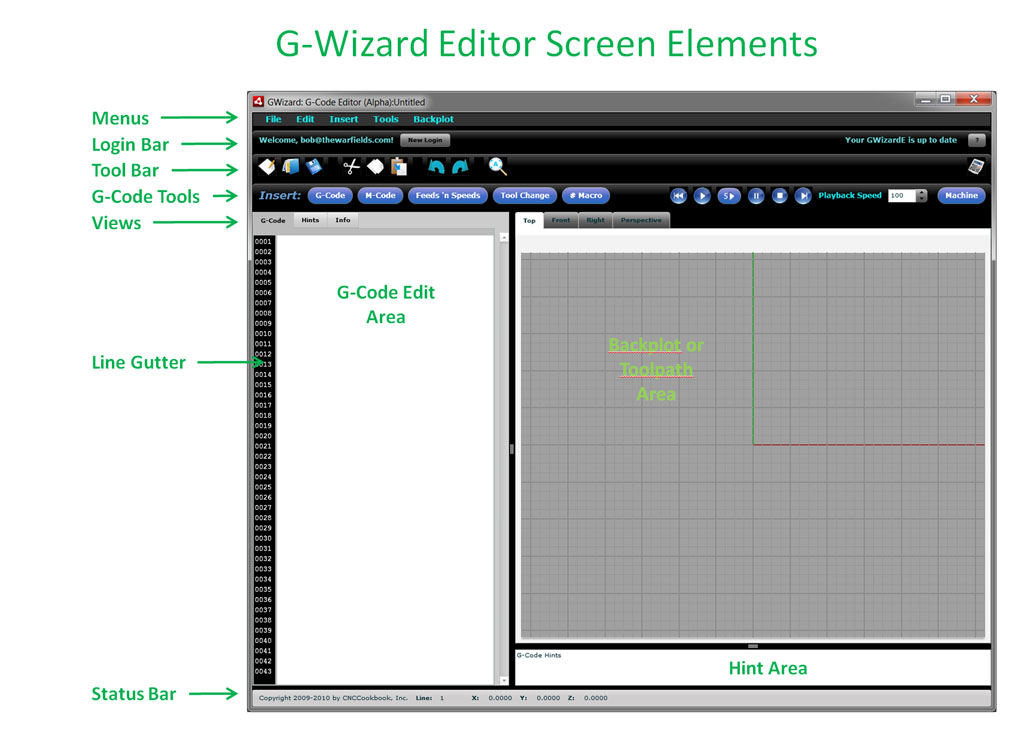 G-Wizard Editor Screen Elements
GWizard: G-Code Editor (Alpha):Untitled
Menus
File Edit Insert Tools Backplot
Login Bar
Welcome, bob@thewarfields.com! New Login Your GWizardE is up to date ?
Tool Bar
G-Code Tools
Insert: G-Code M-Code Feeds 'n Speeds Tool Change # Macro S Playback Speed 100 Machine
Views
G-Code Hints Info Top Front Right Perspective
0001
0002
0003
0004
0005
0006
0007
0008
0009
0010
0011
0012
0013
0014
0015
0016
0017
0018
0019
0020
0021
0022
0023
0024
0025
0026
0027
0028
0029
0030
0031
0032
0033
0034
0035
0036
0037
0038
0039
0040
0041
0042
0043
G-Code Edit
Area
Line Gutter
Backplot or
Toolpath
Area
G-Code Hints
Hint Area
Status Bar
Copyright 2009-2010 by CNCCookbook, Inc. Line: 1 X: 0.0000 Y: 0.0000 Z: 0.0000